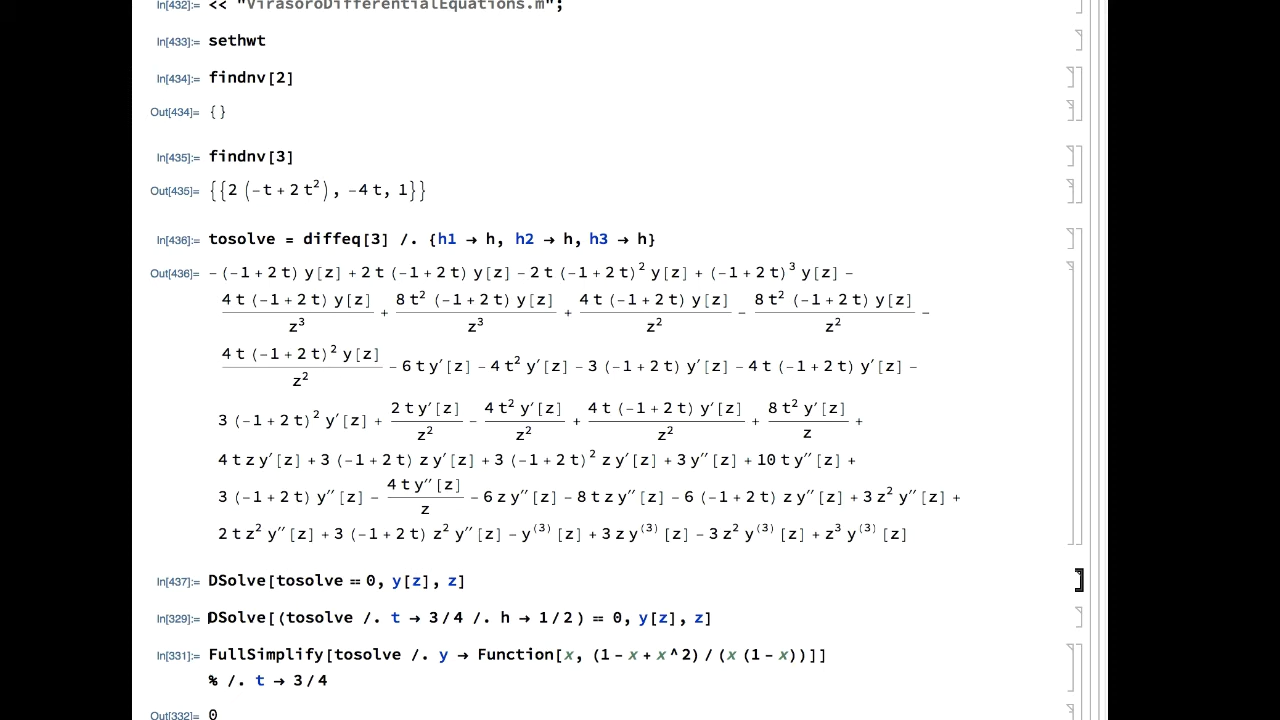 In[432]:= << "VirasoroDifferentialEquations.m";
In[433]:= sethwt
In[434]:= findnv[2]
Out[434]= {}
In[435]:= findnv[3]
Out[435]= {{2 (-t + 2 t²), -4 t, 1}}
In[436]:= tosolve = diffeq[3] /. {h1 → h, h2 → h, h3 → h}
Out[436]= -(-1 + 2 t) y[z] + 2 t (-1 + 2 t) y[z] - 2 t (-1 + 2 t)² y[z] + (-1 + 2 t)³ y[z] -
4 t (-1 + 2 t) y[z] / z³ + 8 t² (-1 + 2 t) y[z] / z³ + 4 t (-1 + 2 t) y[z] / z² - 8 t² (-1 + 2 t) y[z] / z² -
4 t (-1 + 2 t)² y[z] / z² - 6 t y′[z] - 4 t² y′[z] - 3 (-1 + 2 t) y′[z] - 4 t (-1 + 2 t) y′[z] -
3 (-1 + 2 t)² y′[z] + 2 t y′[z] / z² - 4 t² y′[z] / z² + 4 t (-1 + 2 t) y′[z] / z² + 8 t² y′[z] / z +
4 t z y′[z] + 3 (-1 + 2 t) z y′[z] + 3 (-1 + 2 t)² z y′[z] + 3 y′′[z] + 10 t y′′[z] +
3 (-1 + 2 t) y′′[z] - 4 t y′′[z] / z - 6 z y′′[z] - 8 t z y′′[z] - 6 (-1 + 2 t) z y′′[z] + 3 z² y′′[z] +
2 t z² y′′[z] + 3 (-1 + 2 t) z² y′′[z] - y⁽³⁾[z] + 3 z y⁽³⁾[z] - 3 z² y⁽³⁾[z] + z³ y⁽³⁾[z]
In[437]:= DSolve[tosolve == 0, y[z], z]
In[329]:= DSolve[(tosolve /. t → 3/4 /. h → 1/2) == 0, y[z], z]
In[331]:= FullSimplify[tosolve /. y → Function[x, (1 - x + x^2) / (x (1 - x))]]
% /. t → 3/4
Out[332]= 0